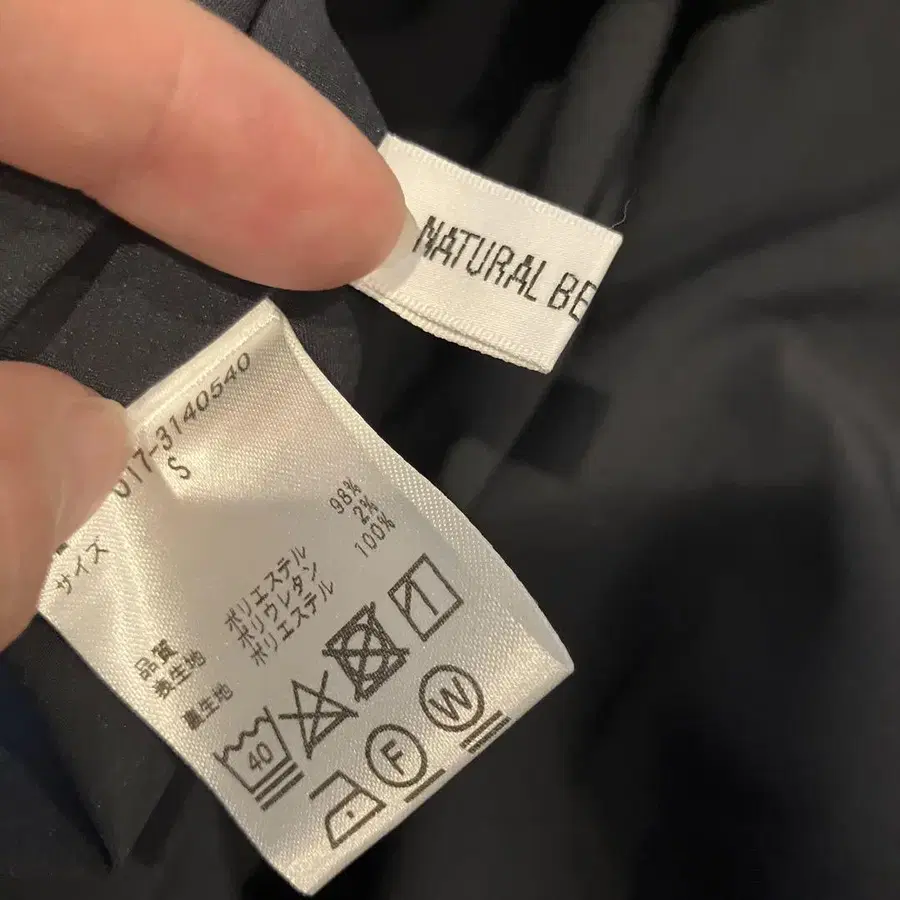 NATURAL BE
017-3140540
サイズ S
品質
表生地 ポリエステル 98%
ポリウレタン 2%
裏生地 ポリエステル 100%
40
F
W